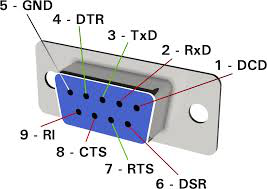 5 - GND
4 - DTR
3 - TxD
2 - RxD
1 - DCD
9 - RI
8 - CTS
7 - RTS
6 - DSR